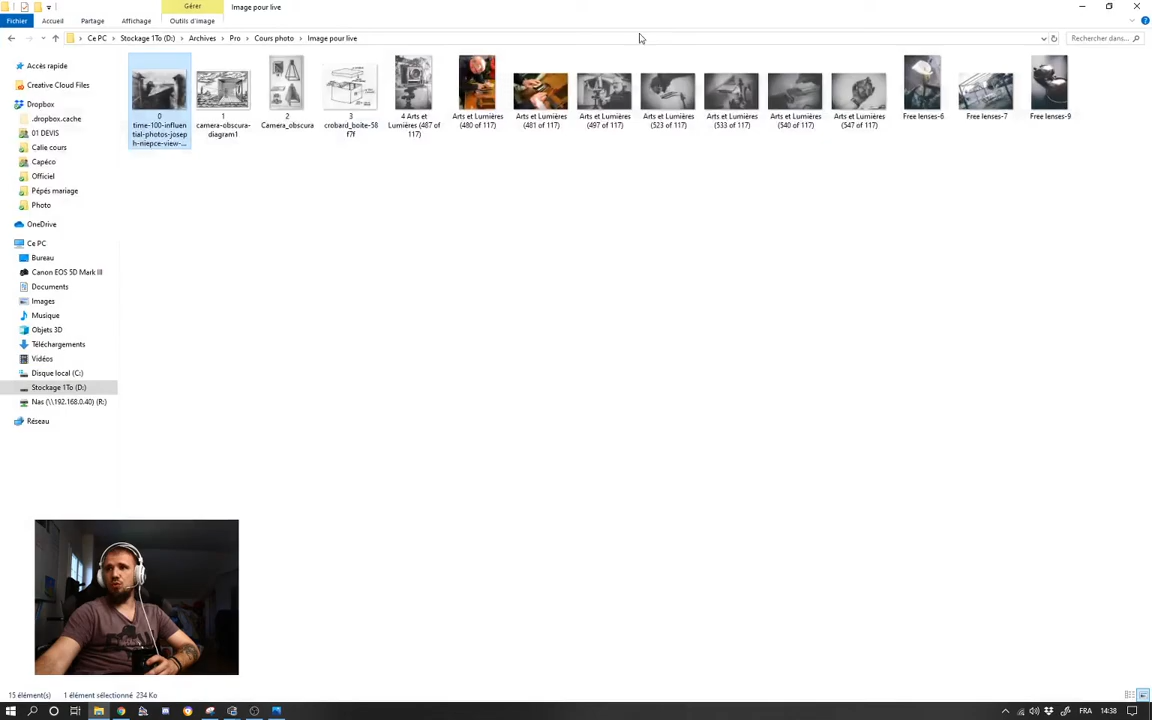 Gérer
Image pour live
Fichier
Accueil
Partage
Affichage
Outils d'image
Ce PC
Stockage 1To (D:)
Archives
Pro
Cours photo
Image pour live
Rechercher dans...
Accès rapide
Creative Cloud Files
Dropbox
.dropbox.cache
01 DEVIS
Calie cours
Capéco
Officiel
Pépés mariage
Photo
OneDrive
Ce PC
Bureau
Canon EOS 5D Mark III
Documents
Images
Musique
Objets 3D
Téléchargements
Vidéos
Disque local (C:)
Stockage 1To (D:)
Nas (\\192.168.0.40) (R:)
Réseau
0
time-100-influen
tial-photos-josep
h-niepce-view-...
1
camera-obscura-
diagram1
2
Camera_obscura
3
crobard_boite-58
f7f
4 Arts et
Lumières (487 of
117)
Arts et Lumières
(480 of 117)
Arts et Lumières
(481 of 117)
Arts et Lumières
(497 of 117)
Arts et Lumières
(523 of 117)
Arts et Lumières
(533 of 117)
Arts et Lumières
(540 of 117)
Arts et Lumières
(547 of 117)
Free lenses-6
Free lenses-7
Free lenses-9
15 élément(s)
1 élément sélectionné 234 Ko
FRA
14:38